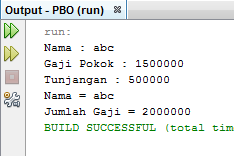 Output - PBO (run)
run:
Nama : abc
Gaji Pokok : 1500000
Tunjangan : 500000
Nama = abc
Jumlah Gaji = 2000000
BUILD SUCCESSFUL (total tim